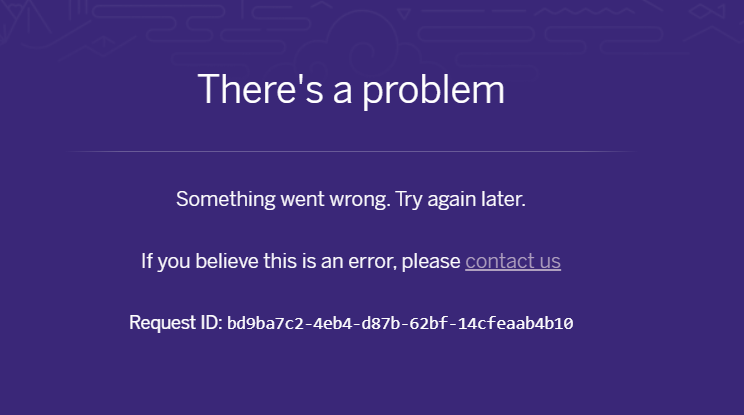 There's a problem
Something went wrong. Try again later.
If you believe this is an error, please contact us
Request ID: bd9ba7c2-4eb4-d87b-62bf-14cfeaab4b10